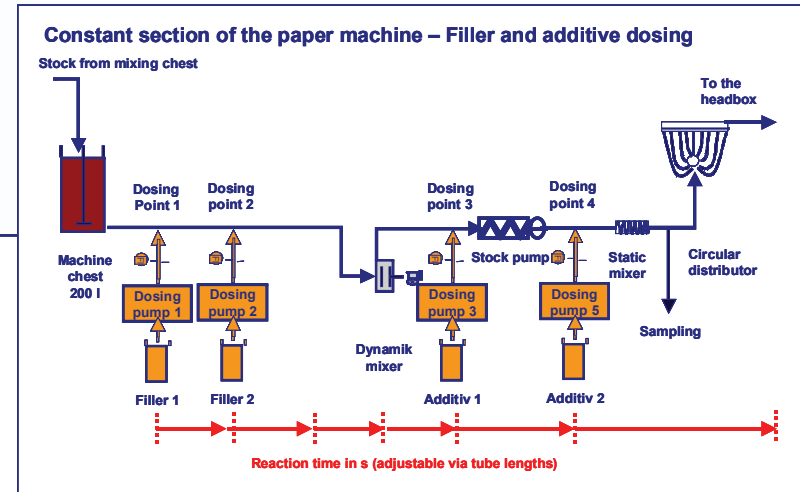 Constant section of the paper machine – Filler and additive dosing
Stock from mixing chest
To the
headbox
Dosing
Point 1
Dosing
point 2
Dosing
point 3
Dosing
point 4
Machine
chest
200 l
Stock pump
Static
mixer
Circular
distributor
Dosing
pump 1
Dosing
pump 2
Dosing
pump 3
Dosing
pump 5
Sampling
Dynamik
mixer
Filler 1
Filler 2
Additiv 1
Additiv 2
Reaction time in s (adjustable via tube lengths)